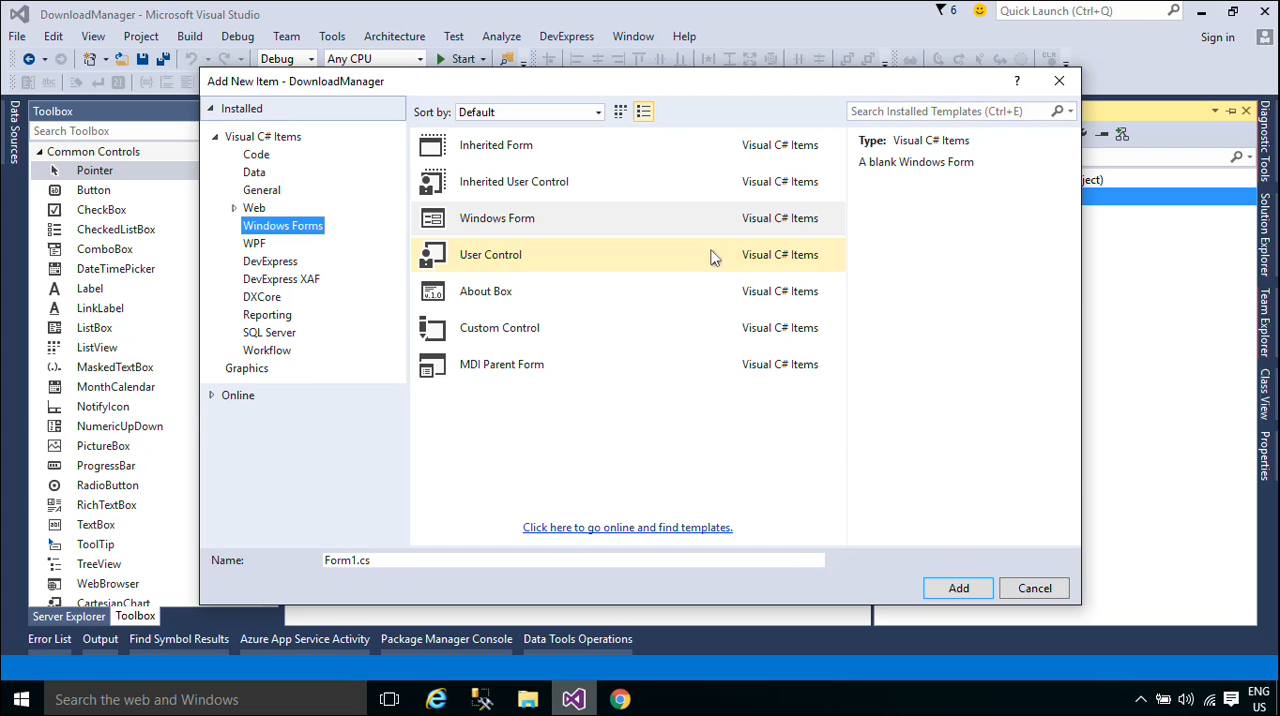 DownloadManager - Microsoft Visual Studio
6
Quick Launch (Ctrl+Q)
File Edit View Project Build Debug Team Tools Architecture Test Analyze DevExpress Window Help
Sign in
Debug Any CPU Start
Data Sources
Toolbox
Search Toolbox
Common Controls
Pointer
Button
CheckBox
CheckedListBox
ComboBox
DateTimePicker
Label
LinkLabel
ListBox
ListView
MaskedTextBox
MonthCalendar
NotifyIcon
NumericUpDown
PictureBox
ProgressBar
RadioButton
RichTextBox
TextBox
ToolTip
TreeView
WebBrowser
CartesianChart
Server Explorer Toolbox
Add New Item - DownloadManager
?
Installed
Visual C# Items
Code
Data
General
Web
Windows Forms
WPF
DevExpress
DevExpress XAF
DXCore
Reporting
SQL Server
Workflow
Graphics
Online
Sort by: Default
Search Installed Templates (Ctrl+E)
Inherited Form Visual C# Items
Inherited User Control Visual C# Items
Windows Form Visual C# Items
User Control Visual C# Items
About Box Visual C# Items
Custom Control Visual C# Items
MDI Parent Form Visual C# Items
Type: Visual C# Items
A blank Windows Form
Click here to go online and find templates.
Name: Form1.cs
Add Cancel
ject)
Diagnostic Tools
Solution Explorer
Team Explorer
Class View
Properties
Error List Output Find Symbol Results Azure App Service Activity Package Manager Console Data Tools Operations
Search the web and Windows
ENG
US